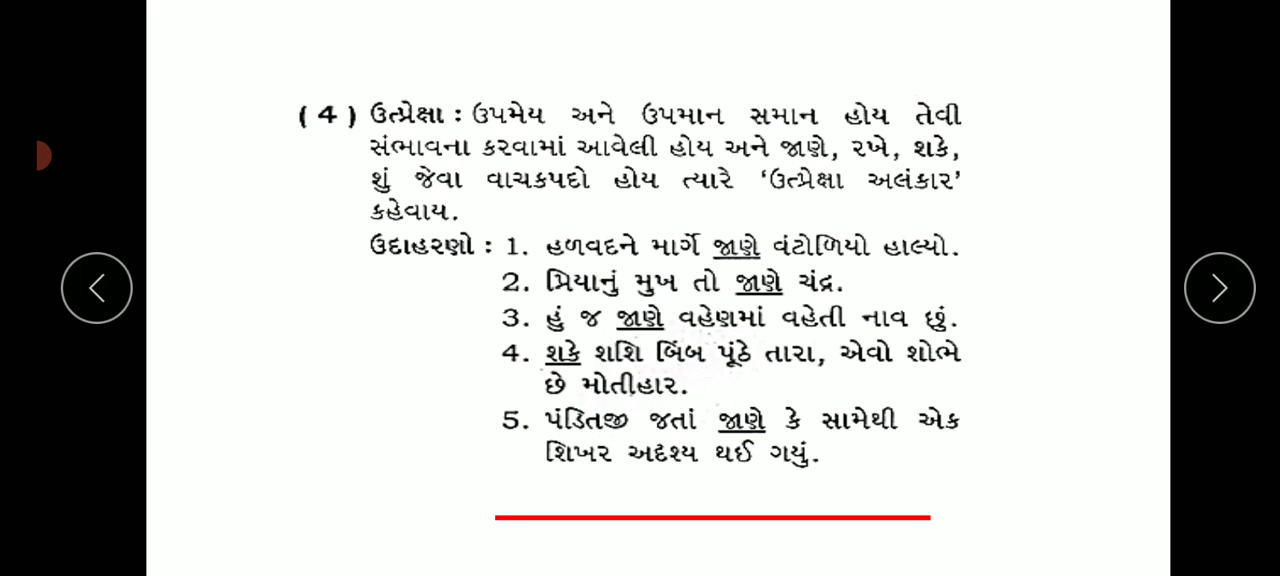 ( 4 ) ઉત્પ્રેક્ષા : ઉપમેય અને ઉપમાન સમાન હોય તેવી
સંભાવના કરવામાં આવેલી હોય અને જાણે, રખે, શકે,
શું જેવા વાચકપદો હોય ત્યારે ‘ઉત્પ્રેક્ષા અલંકાર’
કહેવાય.
ઉદાહરણો : 1. હળવદને માર્ગે જાણે વંટોળિયો હાલ્યો.
2. પ્રિયાનું મુખ તો જાણે ચંદ્ર.
3. હું જ જાણે વહેણમાં વહેતી નાવ છું.
4. શકે શશિ બિંબ પૂંઠે તારા, એવો શોભે
છે મોતીહાર.
5. પંડિતજી જતાં જાણે કે સામેથી એક
શિખર અદૃશ્ય થઈ ગયું.